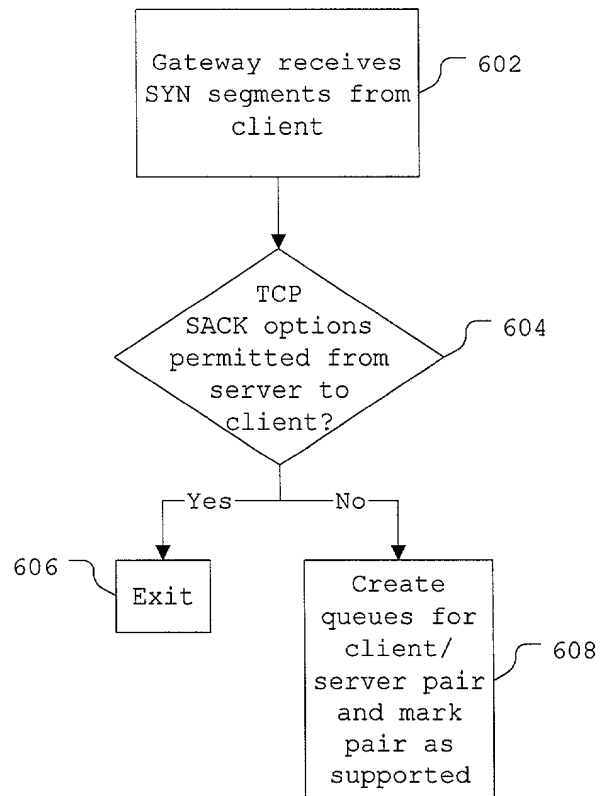 Gateway receives
SYN segments from
client
602
TCP
SACK options
permitted from
server to
client?
604
Yes
No
606
Exit
Create
queues for
client/
server pair
and mark
pair as
supported
608